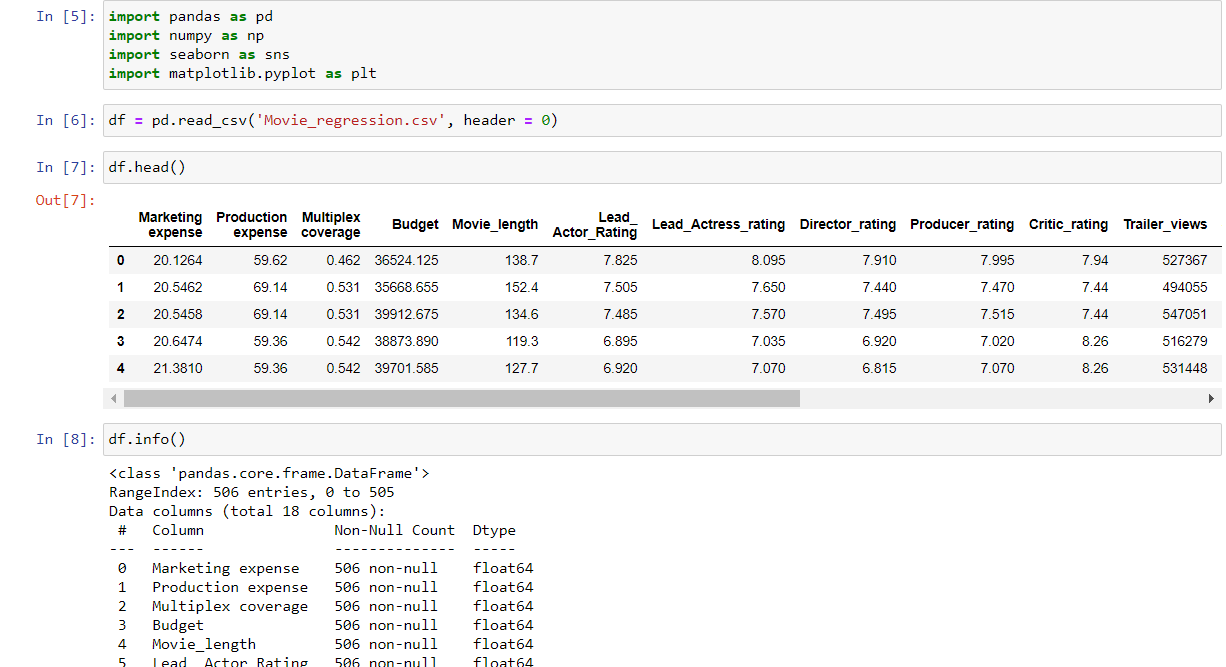 In [5]: import pandas as pd
import numpy as np
import seaborn as sns
import matplotlib.pyplot as plt
In [6]: df = pd.read_csv('Movie_regression.csv', header = 0)
In [7]: df.head()
Out[7]:
Marketing expense Production expense Multiplex coverage Budget Movie_length Lead_ Actor_Rating Lead_Actress_rating Director_rating Producer_rating Critic_rating Trailer_views
0 20.1264 59.62 0.462 36524.125 138.7 7.825 8.095 7.910 7.995 7.94 527367
1 20.5462 69.14 0.531 35668.655 152.4 7.505 7.650 7.440 7.470 7.44 494055
2 20.5458 69.14 0.531 39912.675 134.6 7.485 7.570 7.495 7.515 7.44 547051
3 20.6474 59.36 0.542 38873.890 119.3 6.895 7.035 6.920 7.020 8.26 516279
4 21.3810 59.36 0.542 39701.585 127.7 6.920 7.070 6.815 7.070 8.26 531448
In [8]: df.info()
<class 'pandas.core.frame.DataFrame'>
RangeIndex: 506 entries, 0 to 505
Data columns (total 18 columns):
# Column Non-Null Count Dtype
--- ------ -------------- -----
0 Marketing expense 506 non-null float64
1 Production expense 506 non-null float64
2 Multiplex coverage 506 non-null float64
3 Budget 506 non-null float64
4 Movie_length 506 non-null float64
5 Lead_ Actor_Rating 506 non-null float64